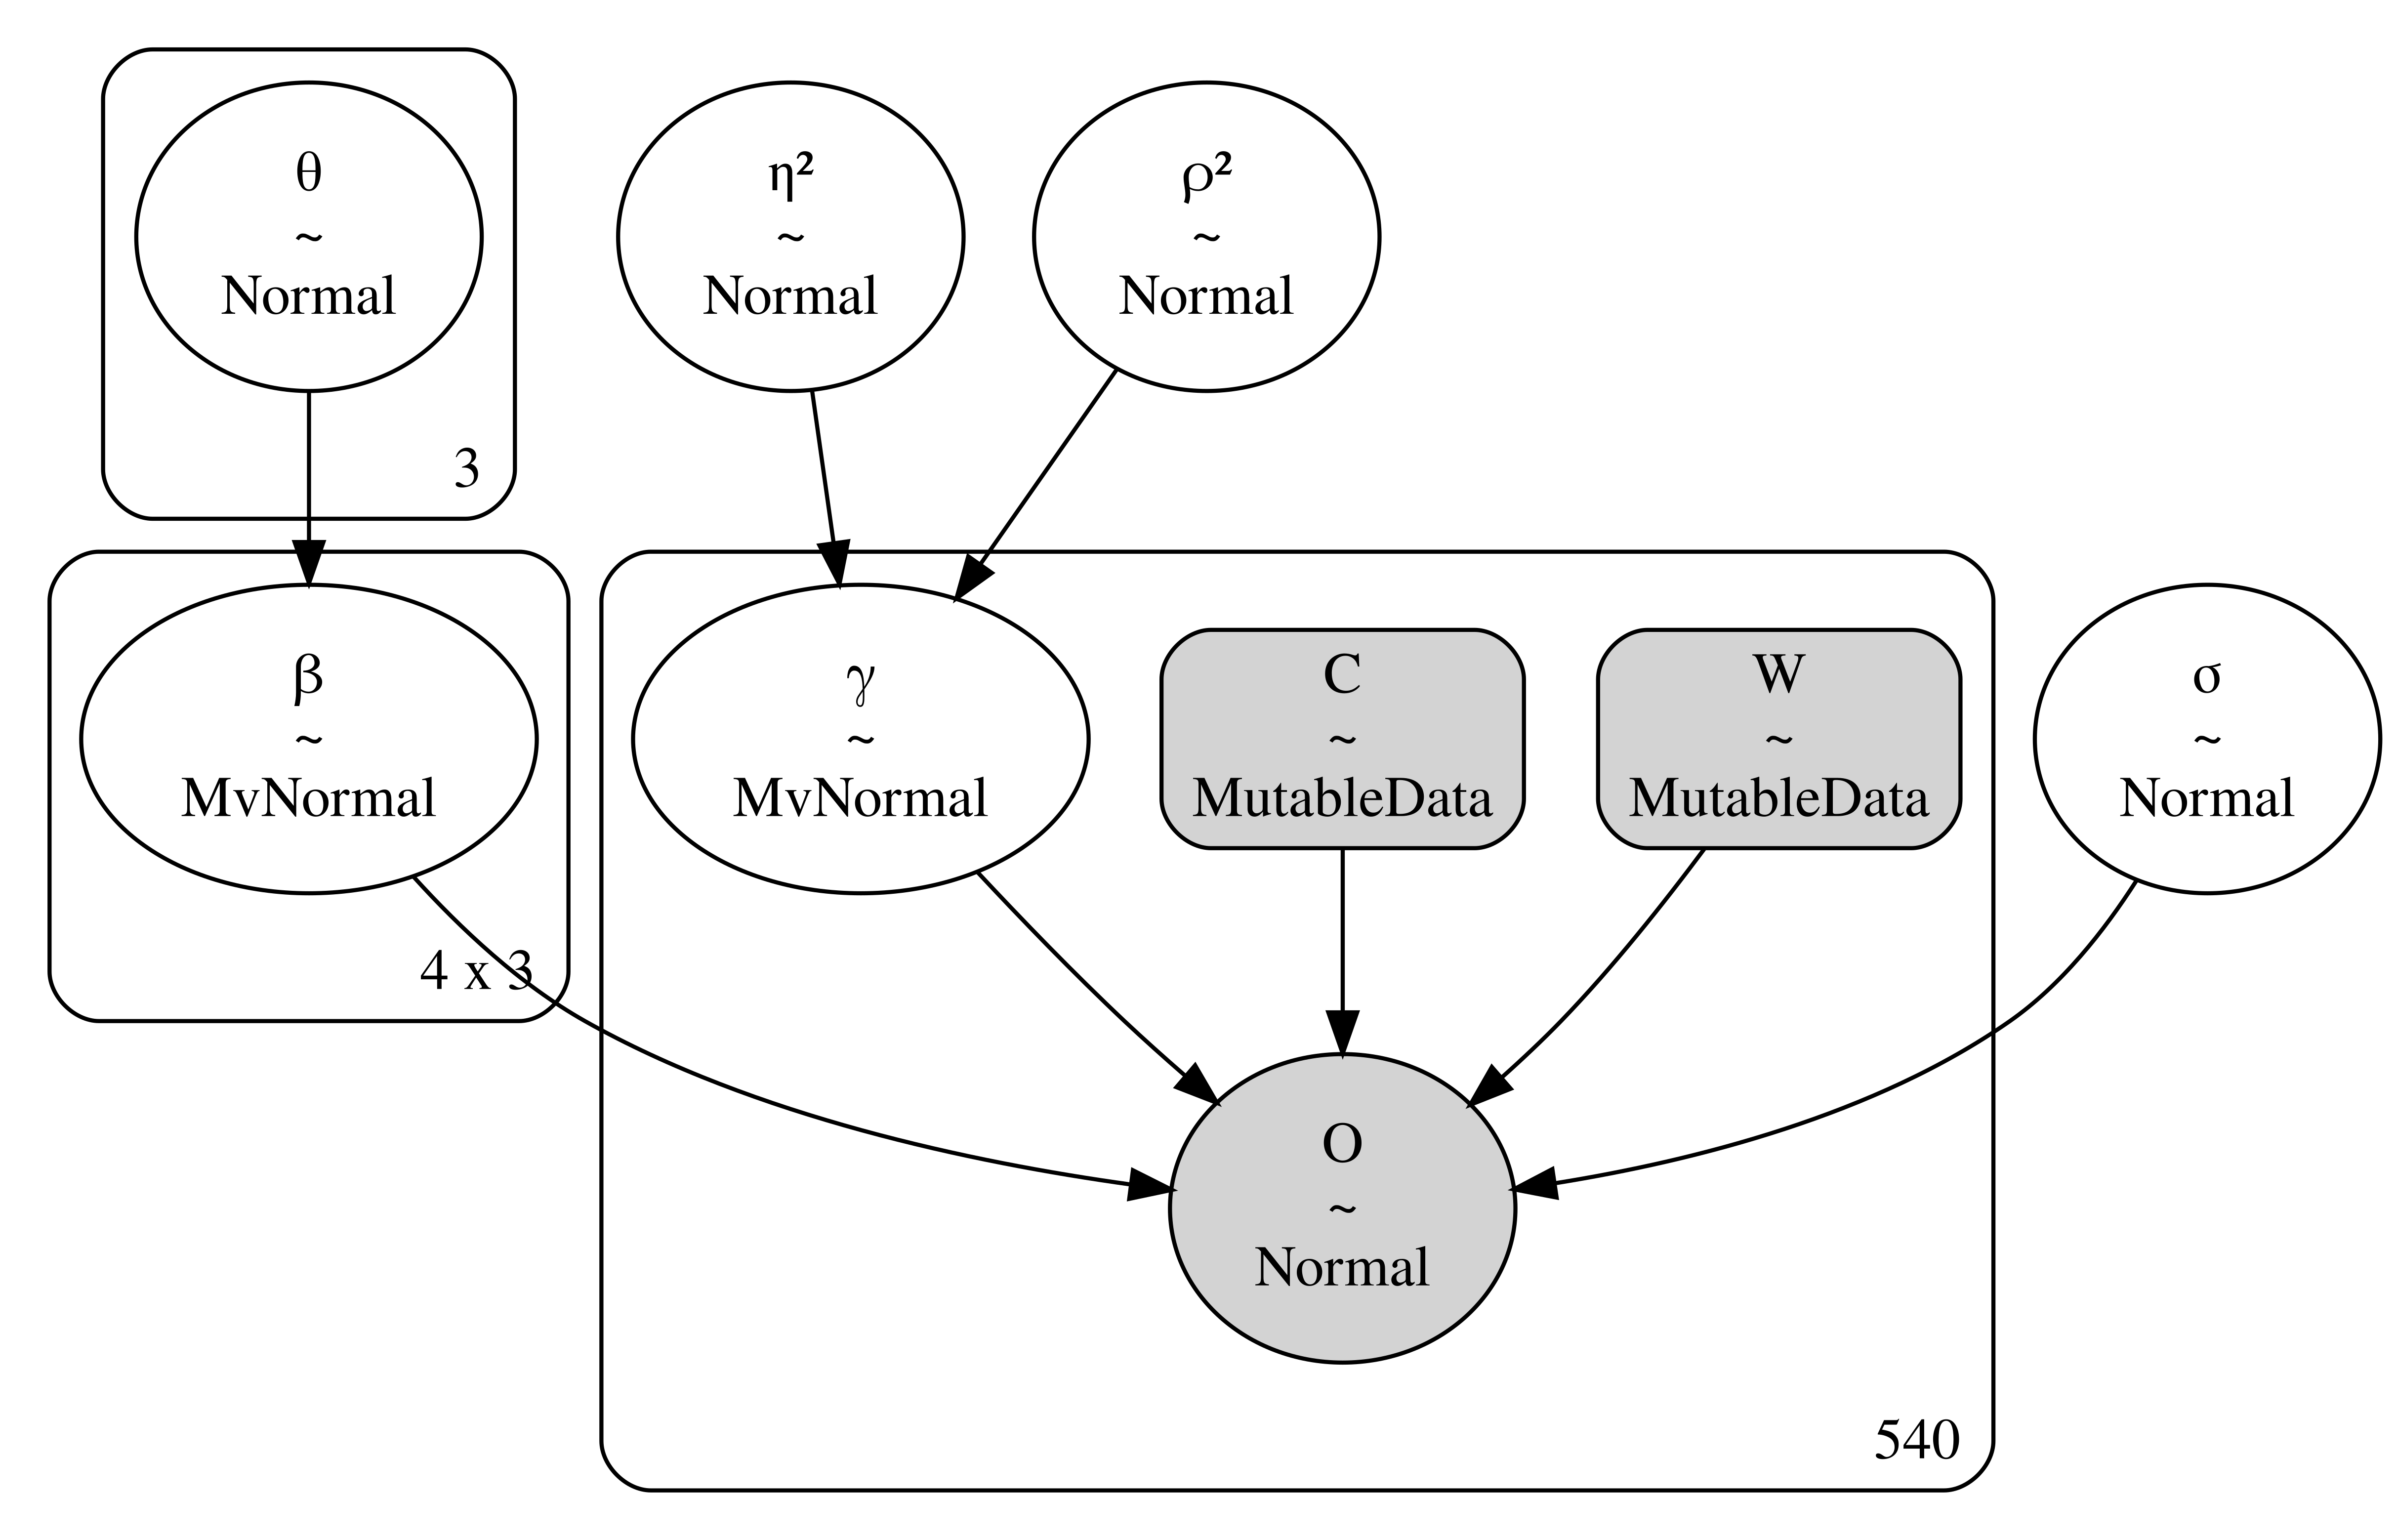 θ
~
Normal
3
η²
~
Normal
ρ²
~
Normal
β
~
MvNormal
4 x 3
γ
~
MvNormal
C
~
MutableData
W
~
MutableData
σ
~
Normal
O
~
Normal
540